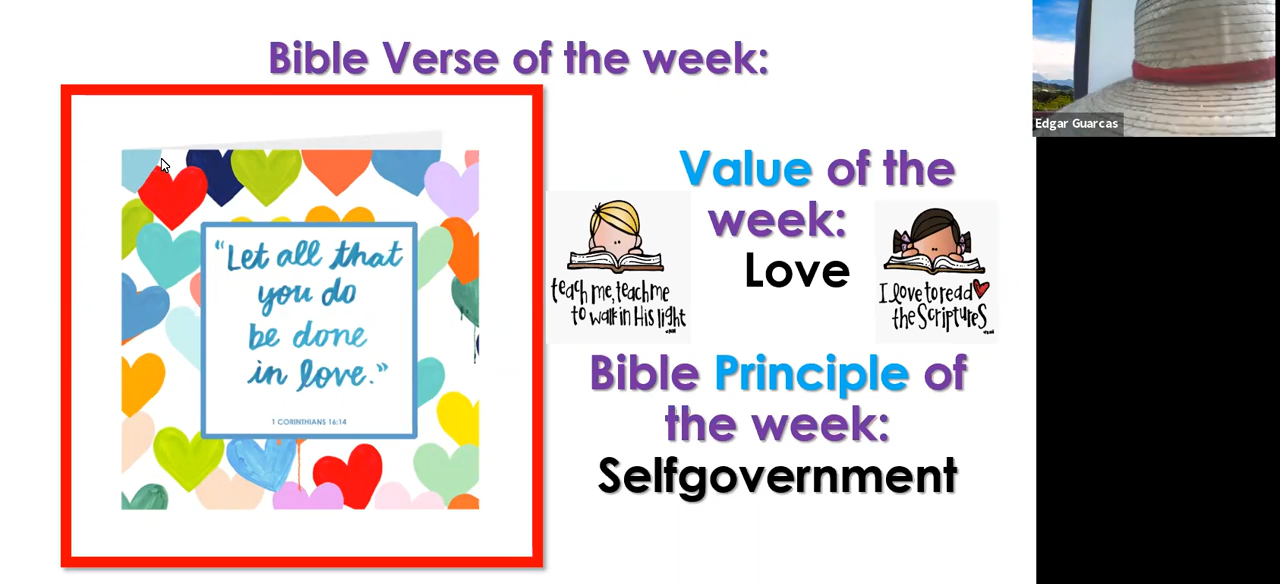 Bible Verse of the week:
“Let all that
you do
be done
in love.”
1 CORINTHIANS 16:14
Value of the
week:
Love
teach me, teach me
to walk in His light
I love to read
the Scriptures
Bible Principle of
the week:
Selfgovernment
Edgar Guarcas